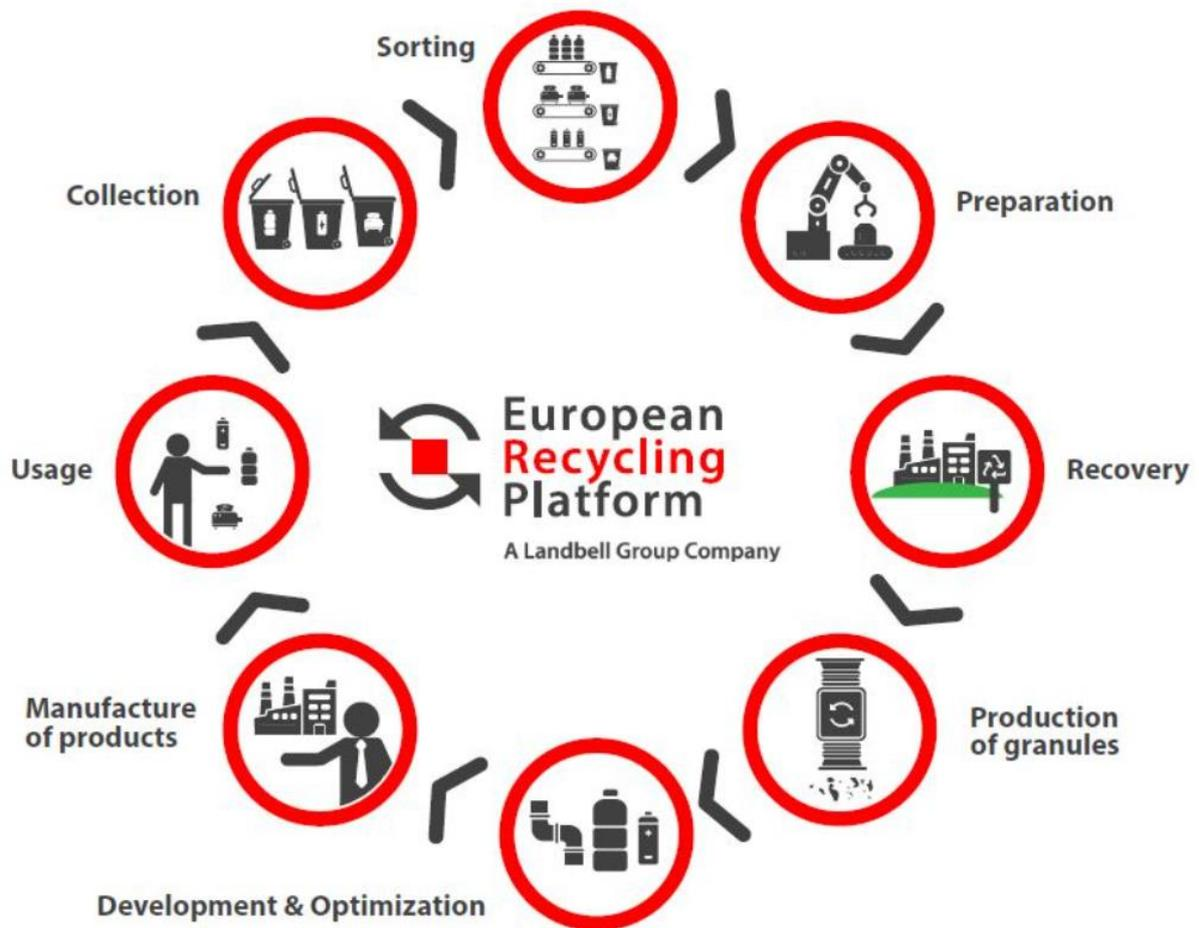 Sorting
Collection
Preparation
European
Recycling
Platform
A Landbell Group Company
Usage
Recovery
Manufacture
of products
Production
of granules
Development & Optimization